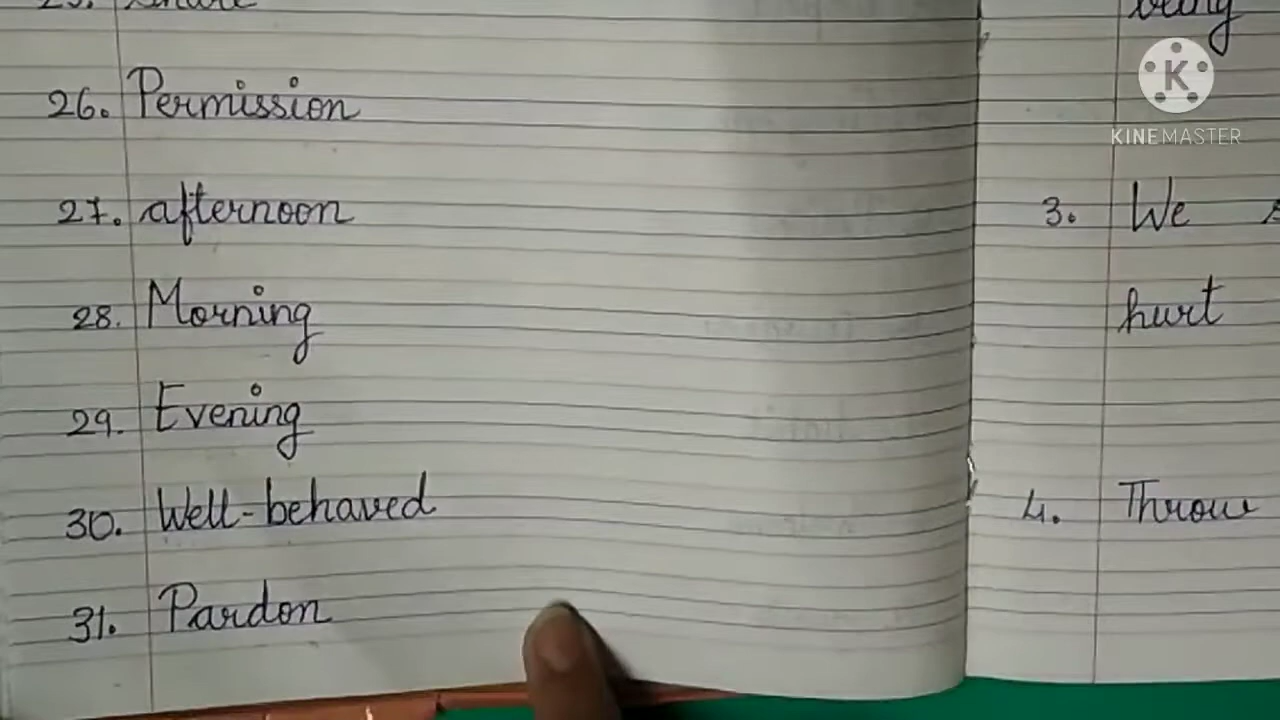 26. Permission
27. afternoon
28. Morning
29. Evening
30. Well-behaved
31. Pardon
being
KINEMASTER
3. We
hurt
4. Throw